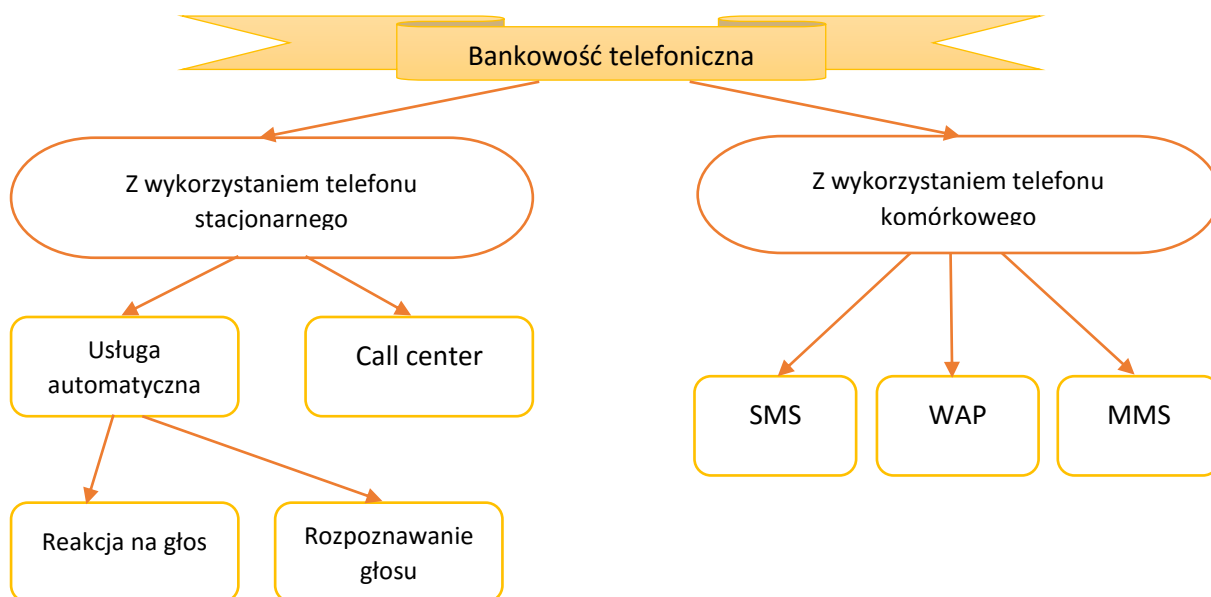 Bankowość telefoniczna
Z wykorzystaniem telefonu
stacjonarnego
Z wykorzystaniem telefonu
komórkowego
Usługa
automatyczna
Call center
SMS
WAP
MMS
Reakcja na głos
Rozpoznawanie
głosu